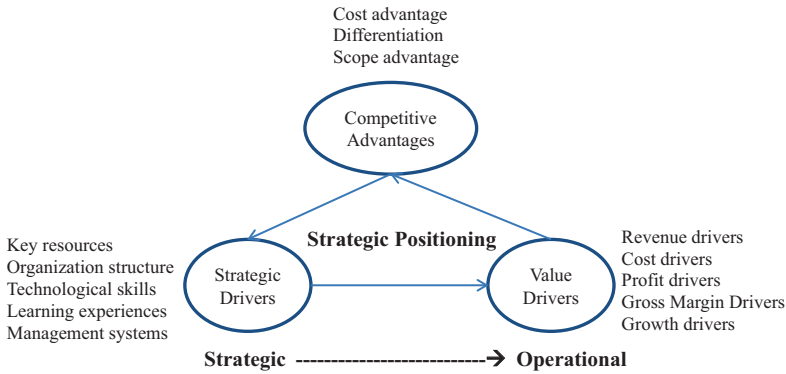 Cost advantage
Differentiation
Scope advantage
Competitive
Advantages
Strategic Positioning
Key resources
Organization structure
Technological skills
Learning experiences
Management systems
Strategic
Drivers
Value
Drivers
Revenue drivers
Cost drivers
Profit drivers
Gross Margin Drivers
Growth drivers
Strategic -------------------------→ Operational